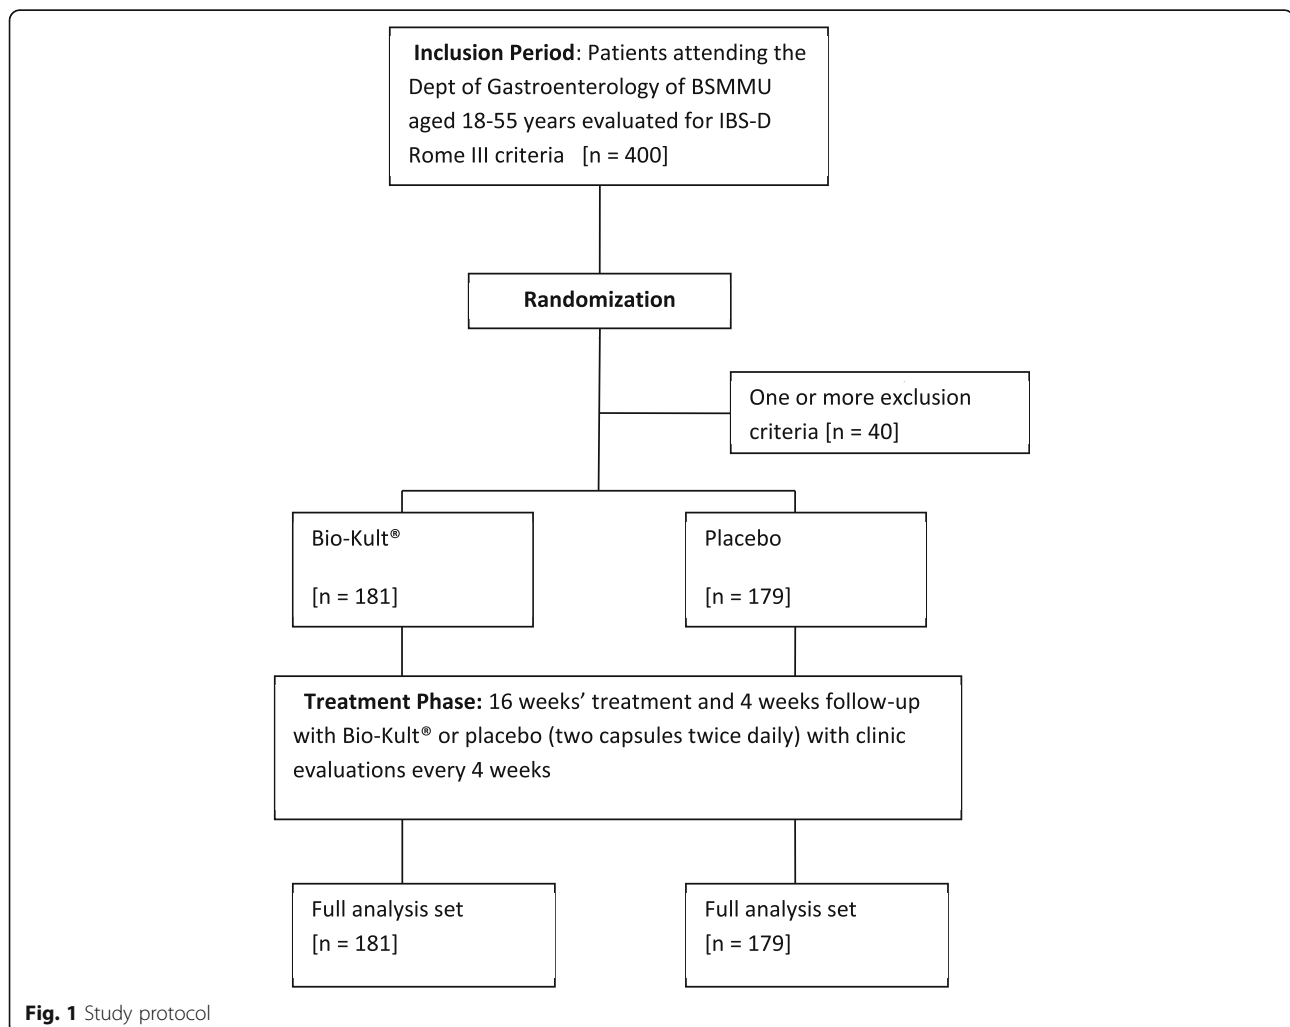 Inclusion Period: Patients attending the
Dept of Gastroenterology of BSMMU
aged 18-55 years evaluated for IBS-D
Rome III criteria [n = 400]
Randomization
One or more exclusion
criteria [n = 40]
Bio-Kult®
[n = 181]
Placebo
[n = 179]
Treatment Phase: 16 weeks’ treatment and 4 weeks follow-up
with Bio-Kult® or placebo (two capsules twice daily) with clinic
evaluations every 4 weeks
Full analysis set
[n = 181]
Full analysis set
[n = 179]
Fig. 1 Study protocol